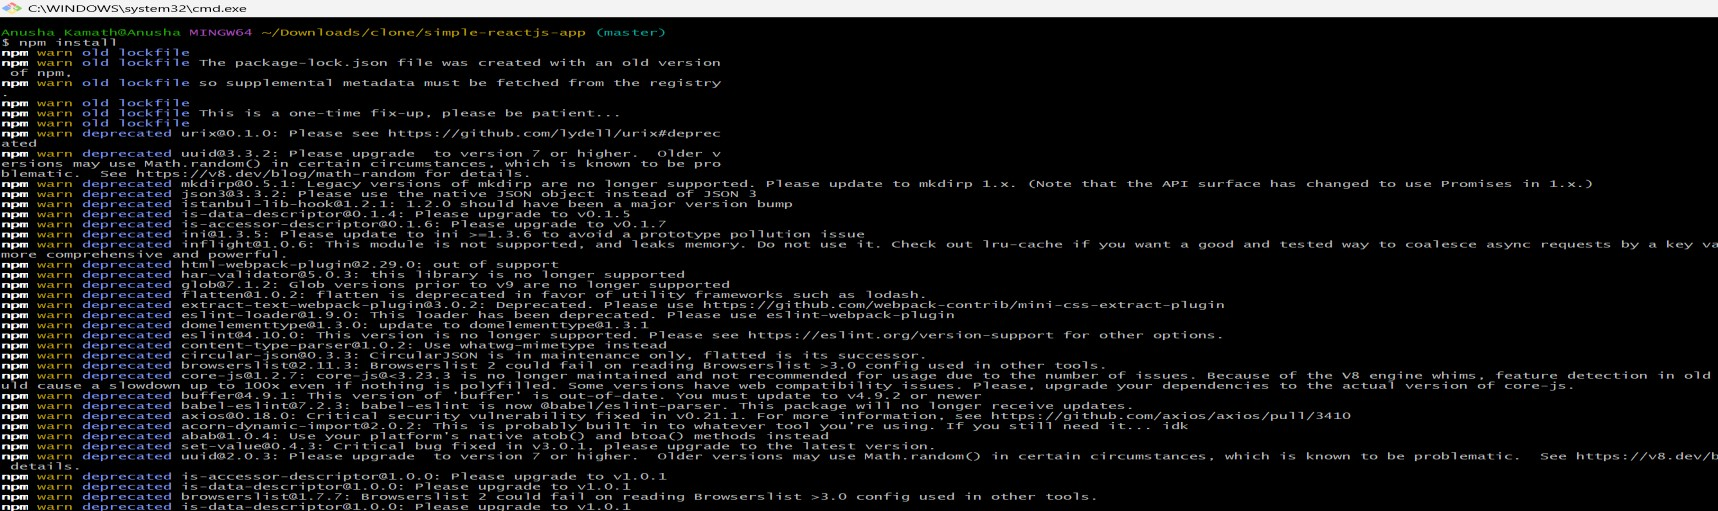 C:\WINDOWS\system32\cmd.exe
Anusha Kamath@Anusha MINGW64 ~/Downloads/clone/simple-reactjs-app (master)
$ npm install
npm warn old lockfile
npm warn old lockfile The package-lock.json file was created with an old version
of npm,
npm warn old lockfile so supplemental metadata must be fetched from the registry
.
npm warn old lockfile
npm warn old lockfile This is a one-time fix-up, please be patient...
npm warn old lockfile
npm warn deprecated urix@0.1.0: Please see https://github.com/lydell/urix#deprec
ated
npm warn deprecated uuid@3.3.2: Please upgrade  to version 7 or higher.  Older v
ersions may use Math.random() in certain circumstances, which is known to be pro
blematic.  See https://v8.dev/blog/math-random for details.
npm warn deprecated mkdirp@0.5.1: Legacy versions of mkdirp are no longer supported. Please update to mkdirp 1.x. (Note that the API surface has changed to use Promises in 1.x.)
npm warn deprecated json3@3.3.2: Please use the native JSON object instead of JSON 3
npm warn deprecated istanbul-lib-hook@1.2.1: 1.2.0 should have been a major version bump
npm warn deprecated is-data-descriptor@0.1.4: Please upgrade to v0.1.5
npm warn deprecated is-accessor-descriptor@0.1.6: Please upgrade to v0.1.7
npm warn deprecated ini@1.3.5: Please update to ini >=1.3.6 to avoid a prototype pollution issue
npm warn deprecated inflight@1.0.6: This module is not supported, and leaks memory. Do not use it. Check out lru-cache if you want a good and tested way to coalesce async requests by a key va
more comprehensive and powerful.
npm warn deprecated html-webpack-plugin@2.29.0: out of support
npm warn deprecated har-validator@5.0.3: this library is no longer supported
npm warn deprecated glob@7.1.2: Glob versions prior to v9 are no longer supported
npm warn deprecated flatten@1.0.2: flatten is deprecated in favor of utility frameworks such as lodash.
npm warn deprecated extract-text-webpack-plugin@3.0.2: Deprecated. Please use https://github.com/webpack-contrib/mini-css-extract-plugin
npm warn deprecated eslint-loader@1.9.0: This loader has been deprecated. Please use eslint-webpack-plugin
npm warn deprecated domelementtype@1.3.0: update to domelementtype@1.3.1
npm warn deprecated eslint@4.10.0: This version is no longer supported. Please see https://eslint.org/version-support for other options.
npm warn deprecated content-type-parser@1.0.2: Use whatwg-mimetype instead
npm warn deprecated circular-json@0.3.3: CircularJSON is in maintenance only, flatted is its successor.
npm warn deprecated browserslist@2.11.3: Browserslist 2 could fail on reading Browserslist >3.0 config used in other tools.
npm warn deprecated core-js@1.2.7: core-js@<3.23.3 is no longer maintained and not recommended for usage due to the number of issues. Because of the V8 engine whims, feature detection in old
uld cause a slowdown up to 100x even if nothing is polyfilled. Some versions have web compatibility issues. Please, upgrade your dependencies to the actual version of core-js.
npm warn deprecated buffer@4.9.1: This version of 'buffer' is out-of-date. You must update to v4.9.2 or newer
npm warn deprecated babel-eslint@7.2.3: babel-eslint is now @babel/eslint-parser. This package will no longer receive updates.
npm warn deprecated axios@0.18.0: Critical security vulnerability fixed in v0.21.1. For more information, see https://github.com/axios/axios/pull/3410
npm warn deprecated acorn-dynamic-import@2.0.2: This is probably built in to whatever tool you're using. If you still need it... idk
npm warn deprecated abab@1.0.4: Use your platform's native atob() and btoa() methods instead
npm warn deprecated set-value@0.4.3: Critical bug fixed in v3.0.1, please upgrade to the latest version.
npm warn deprecated uuid@2.0.3: Please upgrade  to version 7 or higher.  Older versions may use Math.random() in certain circumstances, which is known to be problematic.  See https://v8.dev/b
details.
npm warn deprecated is-accessor-descriptor@1.0.0: Please upgrade to v1.0.1
npm warn deprecated is-data-descriptor@1.0.0: Please upgrade to v1.0.1
npm warn deprecated browserslist@1.7.7: Browserslist 2 could fail on reading Browserslist >3.0 config used in other tools.
npm warn deprecated is-data-descriptor@1.0.0: Please upgrade to v1.0.1